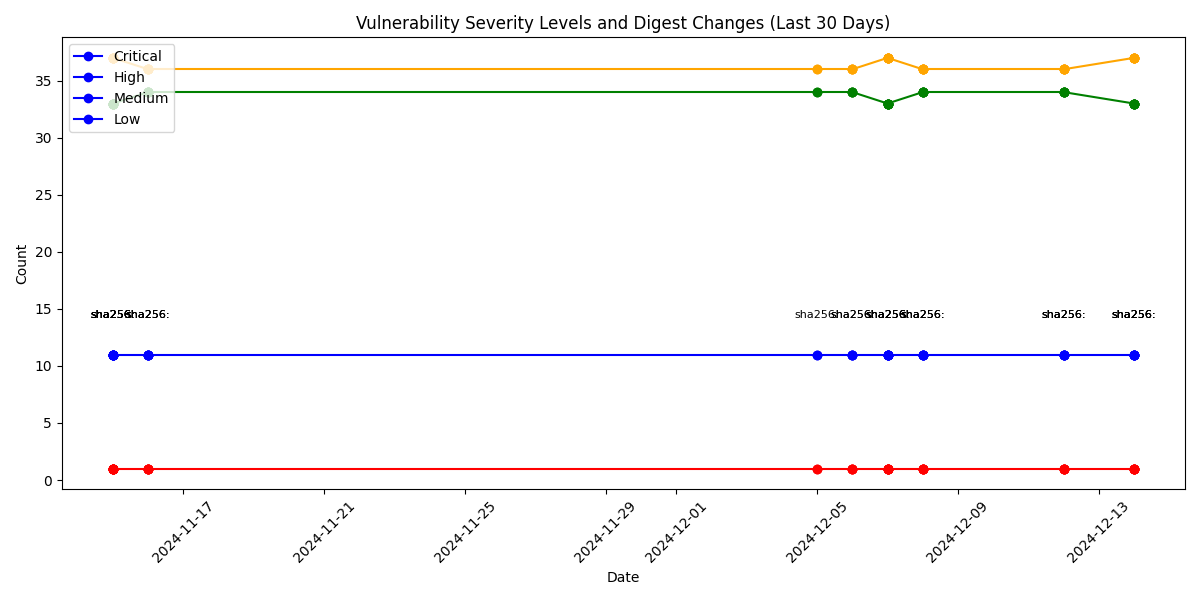 Vulnerability Severity Levels and Digest Changes (Last 30 Days)
Critical
High
Medium
Low
35
30
25
20
15
10
5
0
Count
sha256: sha256: sha256: sha256: sha256: sha256: sha256: sha256:
2024-11-17 2024-11-21 2024-11-25 2024-11-29 2024-12-01 2024-12-05 2024-12-09 2024-12-13
Date